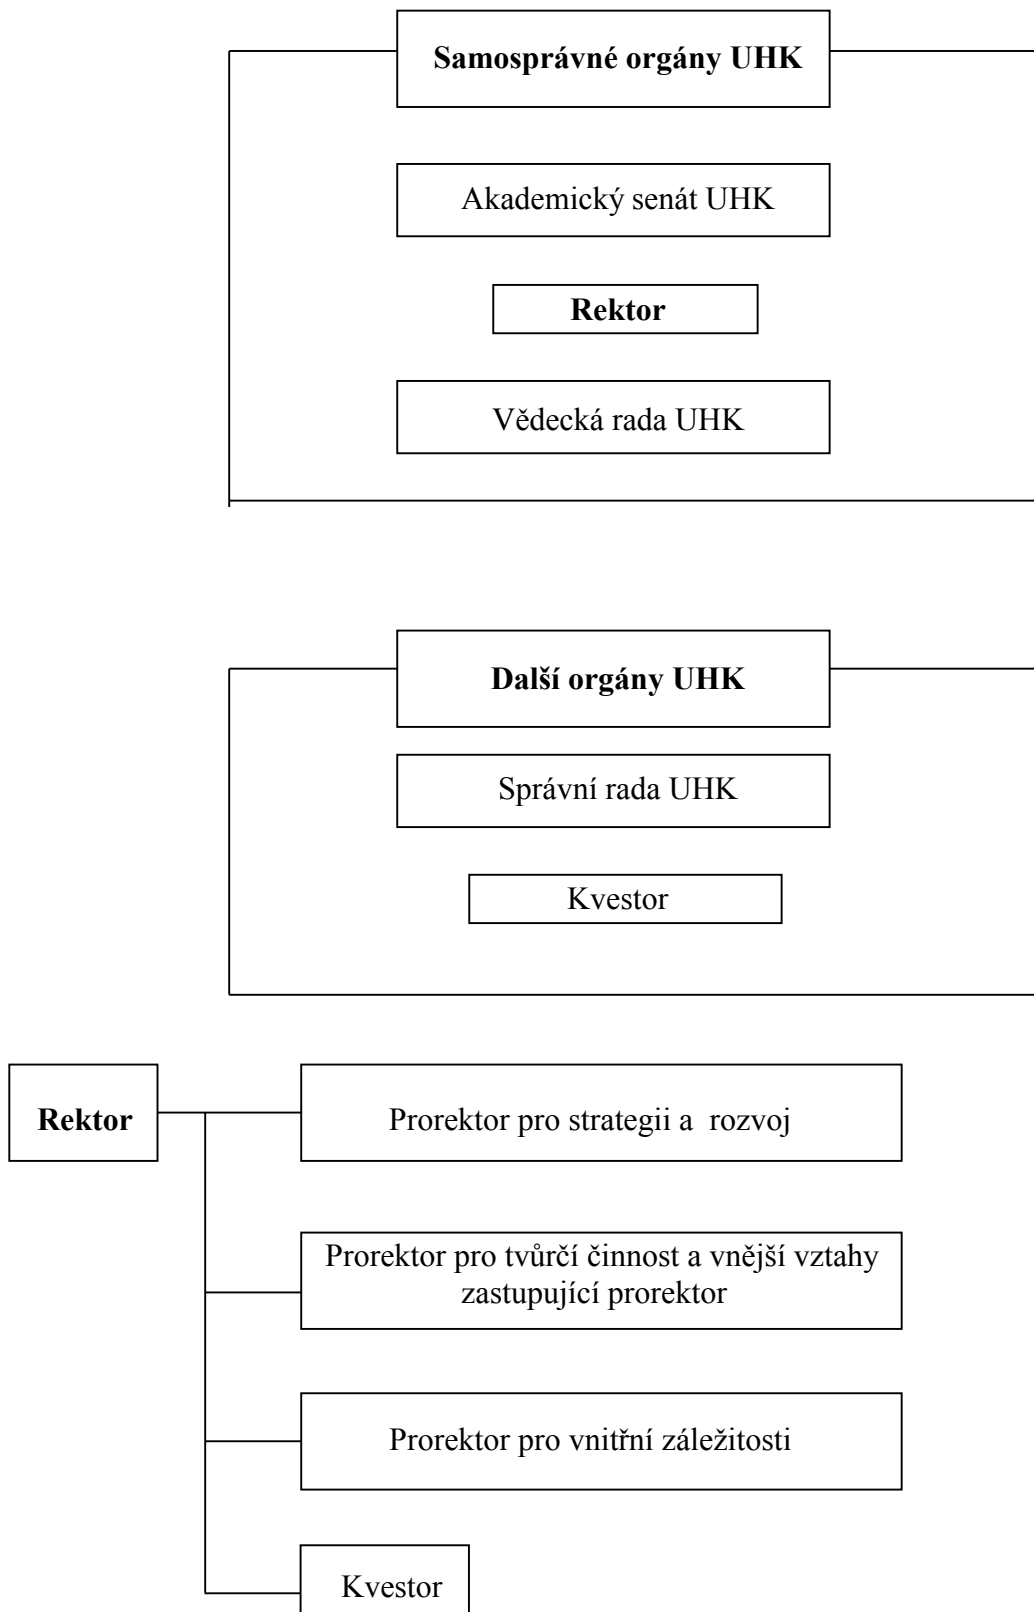 Samosprávné orgány UHK
Akademický senát UHK
Rektor
Vědecká rada UHK
Další orgány UHK
Správní rada UHK
Kvestor
Rektor
Prorektor pro strategii a rozvoj
Prorektor pro tvůrčí činnost a vnější vztahy
zastupující prorektor
Prorektor pro vnitřní záležitosti
Kvestor